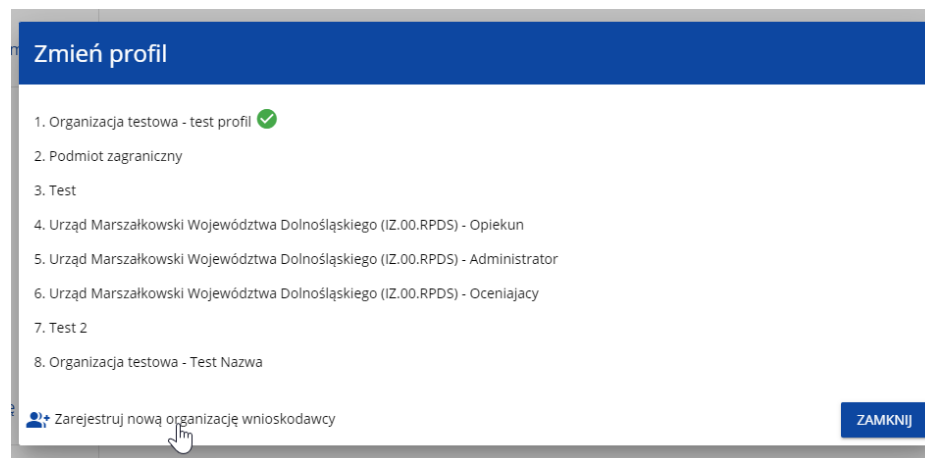 Zmień profil
1. Organizacja testowa - test profil
2. Podmiot zagraniczny
3. Test
4. Urząd Marszałkowski Województwa Dolnośląskiego (IZ.00.RPDS) - Opiekun
5. Urząd Marszałkowski Województwa Dolnośląskiego (IZ.00.RPDS) - Administrator
6. Urząd Marszałkowski Województwa Dolnośląskiego (IZ.00.RPDS) - Oceniajacy
7. Test 2
8. Organizacja testowa - Test Nazwa
Zarejestruj nową organizację wnioskodawcy
ZAMKNIJ